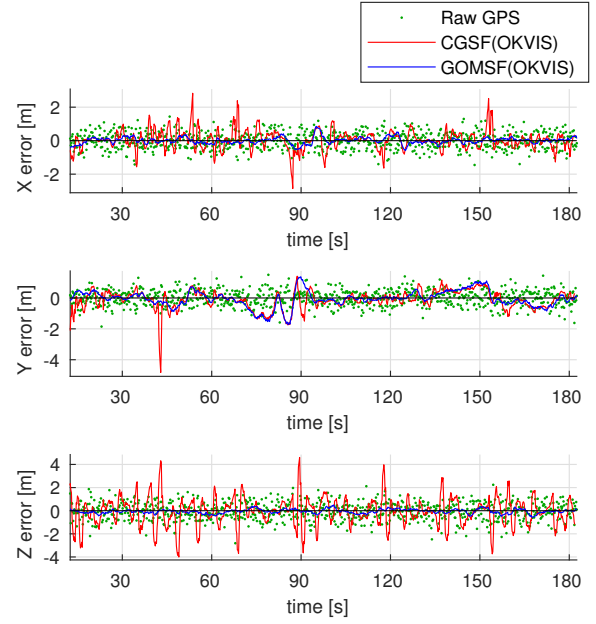 Raw GPS
CGSF(OKVIS)
GOMSF(OKVIS)
X error [m]
2
0
-2
30 60 90 120 150 180
time [s]
Y error [m]
0
-2
-4
30 60 90 120 150 180
time [s]
Z error [m]
4
2
0
-2
-4
30 60 90 120 150 180
time [s]